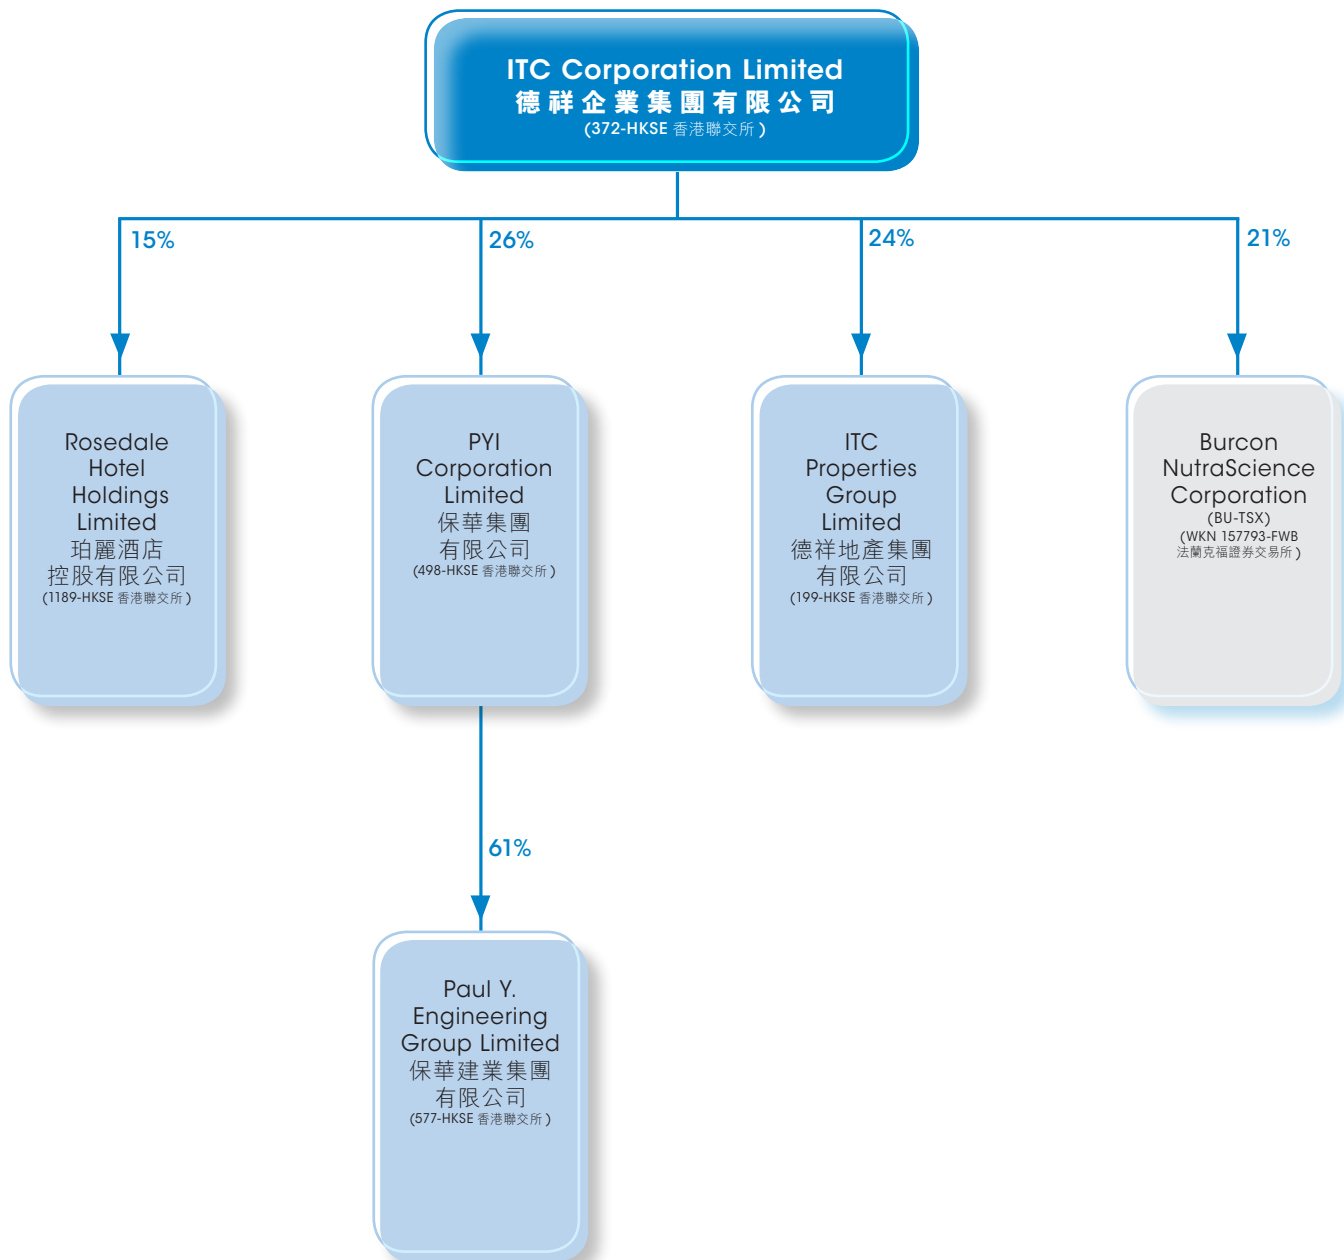 ITC Corporation Limited
德祥企業集團有限公司
(372-HKSE 香港聯交所)
15%
26%
24%
21%
Rosedale
Hotel
Holdings
Limited
珀麗酒店
控股有限公司
(1189-HKSE 香港聯交所)
PYI
Corporation
Limited
保華集團
有限公司
(498-HKSE 香港聯交所)
ITC
Properties
Group
Limited
德祥地產集團
有限公司
(199-HKSE 香港聯交所)
Burcon
NutraScience
Corporation
(BU-TSX)
(WKN 157793-FWB
法蘭克福證券交易所)
61%
Paul Y.
Engineering
Group Limited
保華建業集團
有限公司
(577-HKSE 香港聯交所)